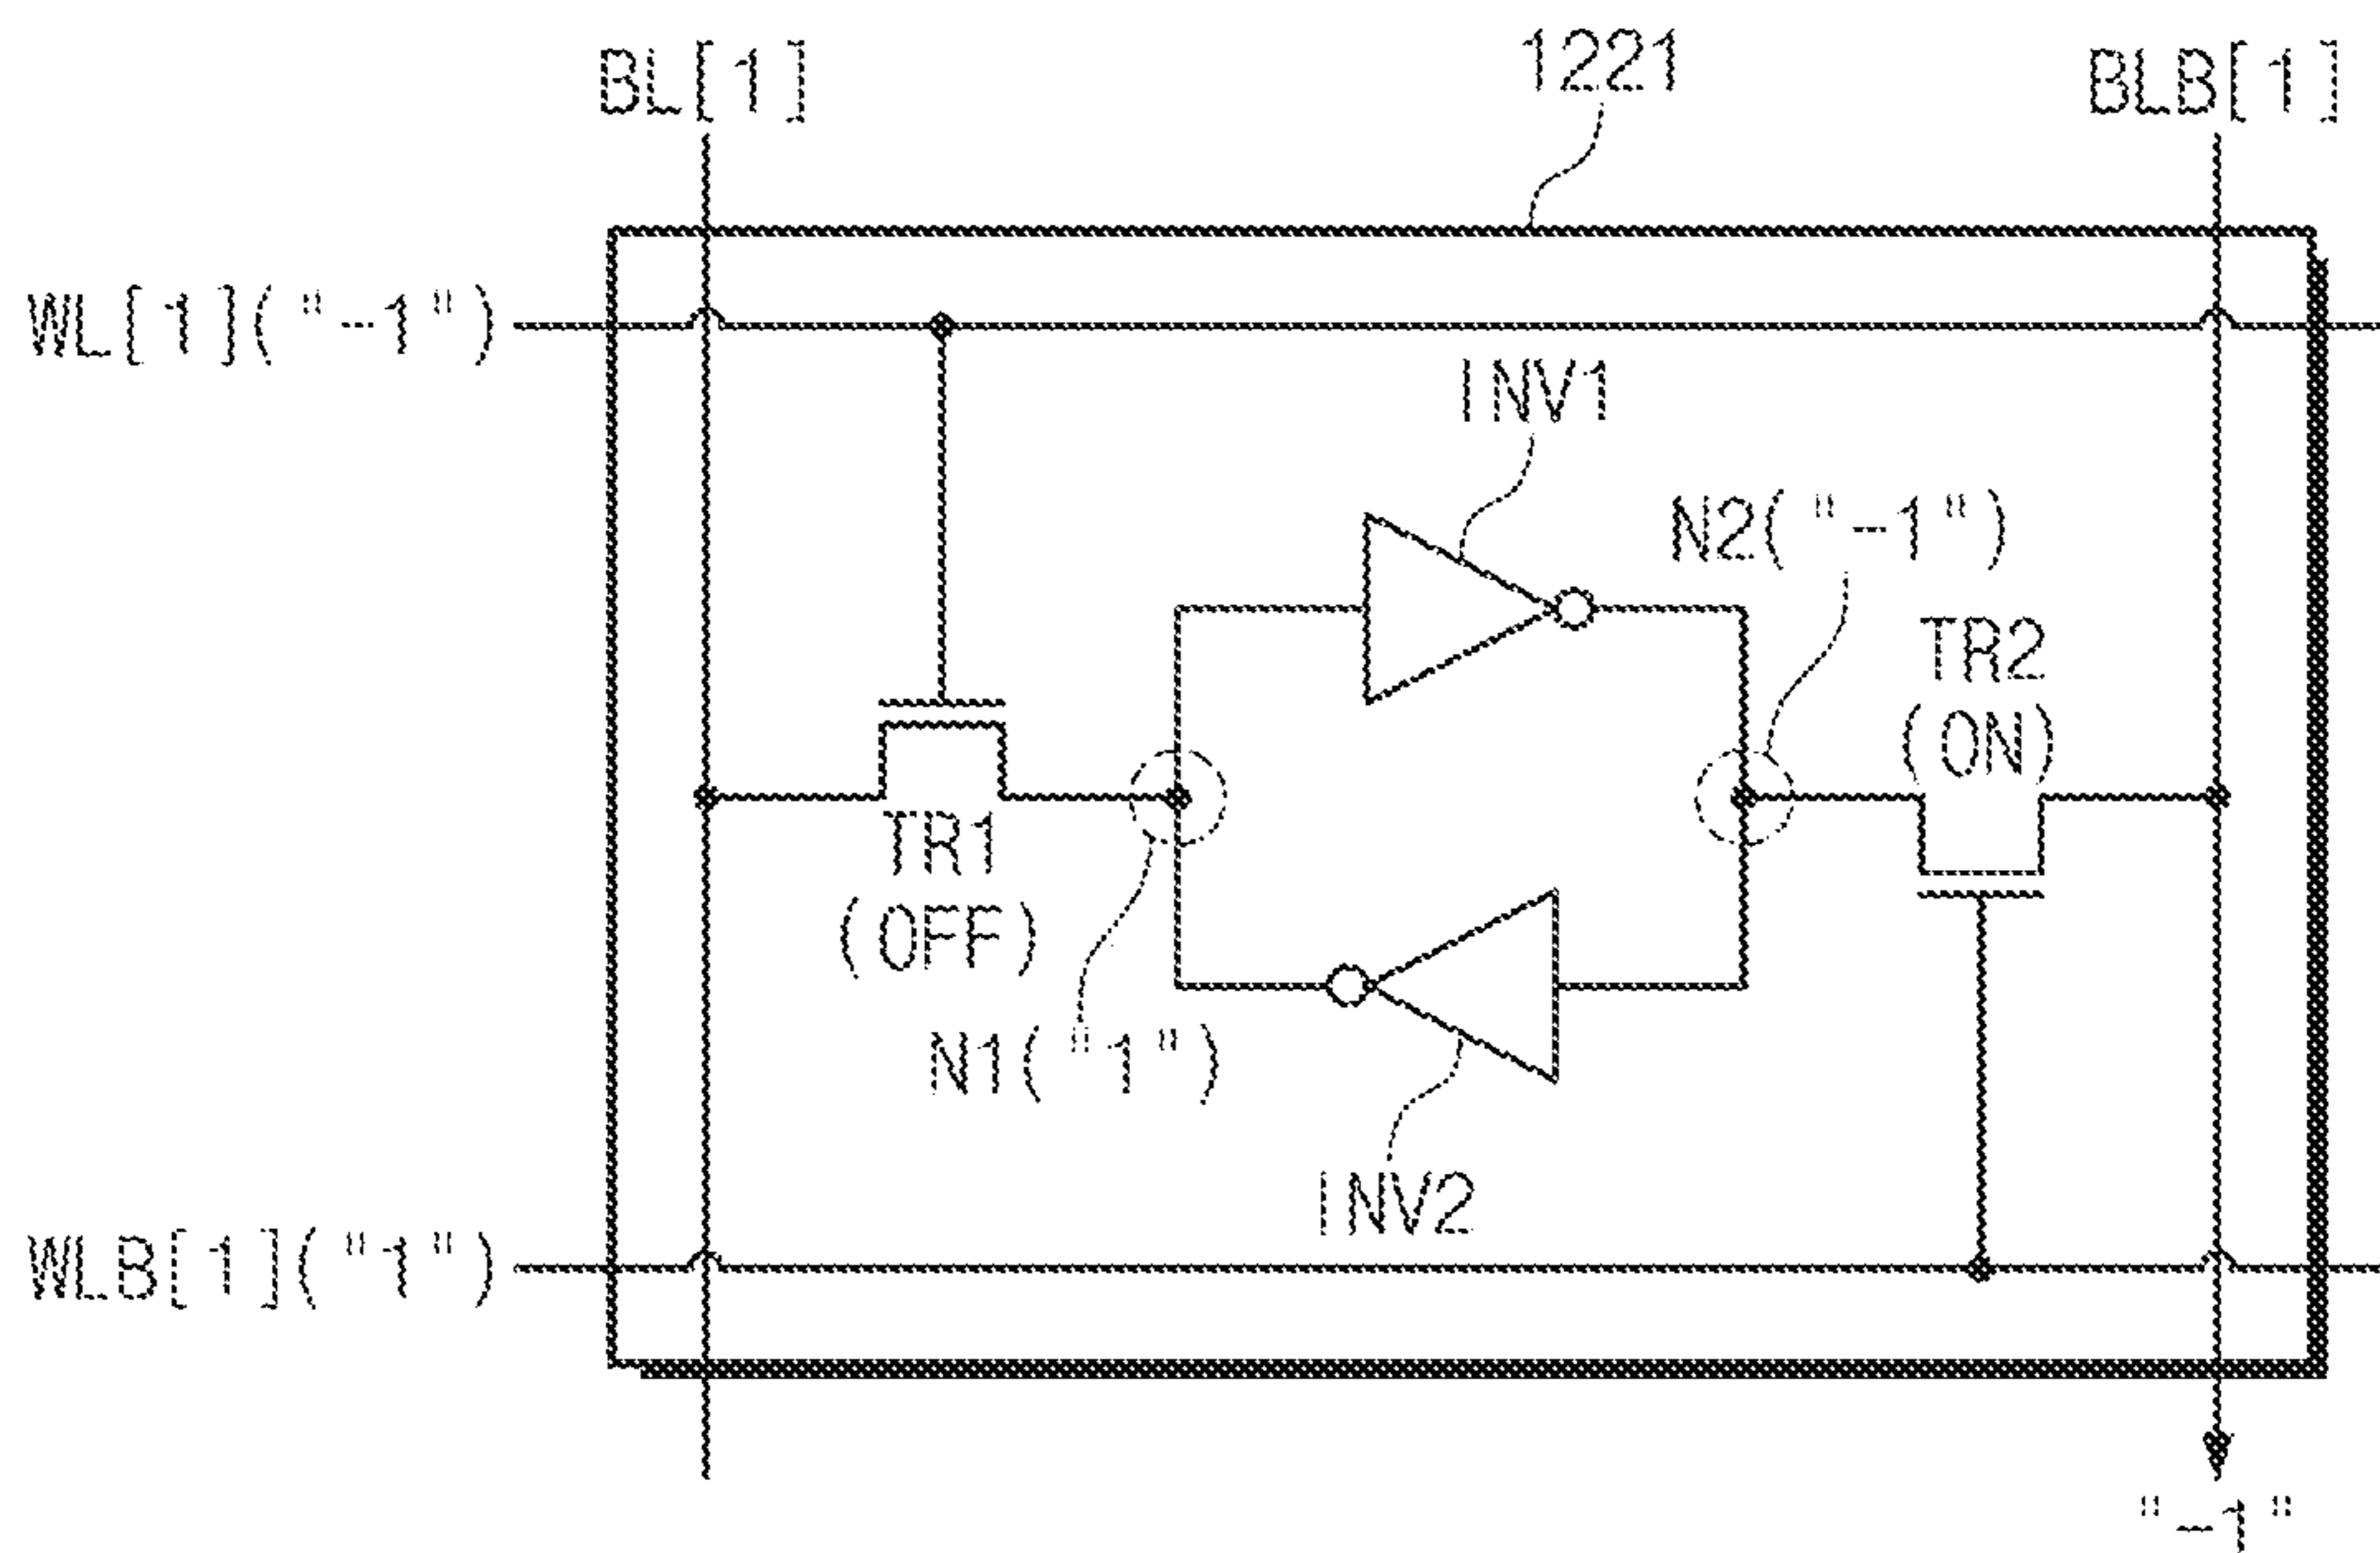 BL[1]
1221
BLB[1]
WL[1]("-1")
INV1
N2("-1")
TR2
(ON)
TR1
(OFF)
N1("1")
INV2
WLB[1]("1")
"-1"